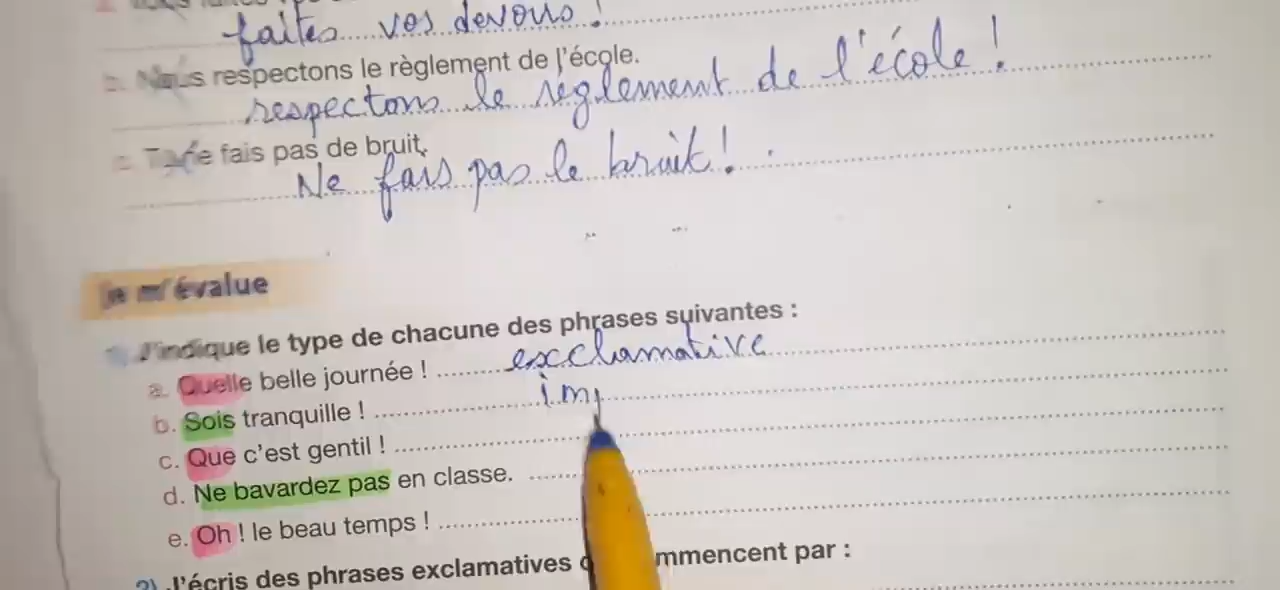 faites vos devoirs !
b. Nous respectons le règlement de l'école.
respectons le règlement de l'école !
c. Tu ne fais pas de bruit.
Ne fais pas le bruit !
Je m'évalue
1) J'indique le type de chacune des phrases suivantes :
a. Quelle belle journée ! exclamative
b. Sois tranquille ! imp
c. Que c'est gentil !
d. Ne bavardez pas en classe.
e. Oh ! le beau temps !
2) J'écris des phrases exclamatives mmencent par :